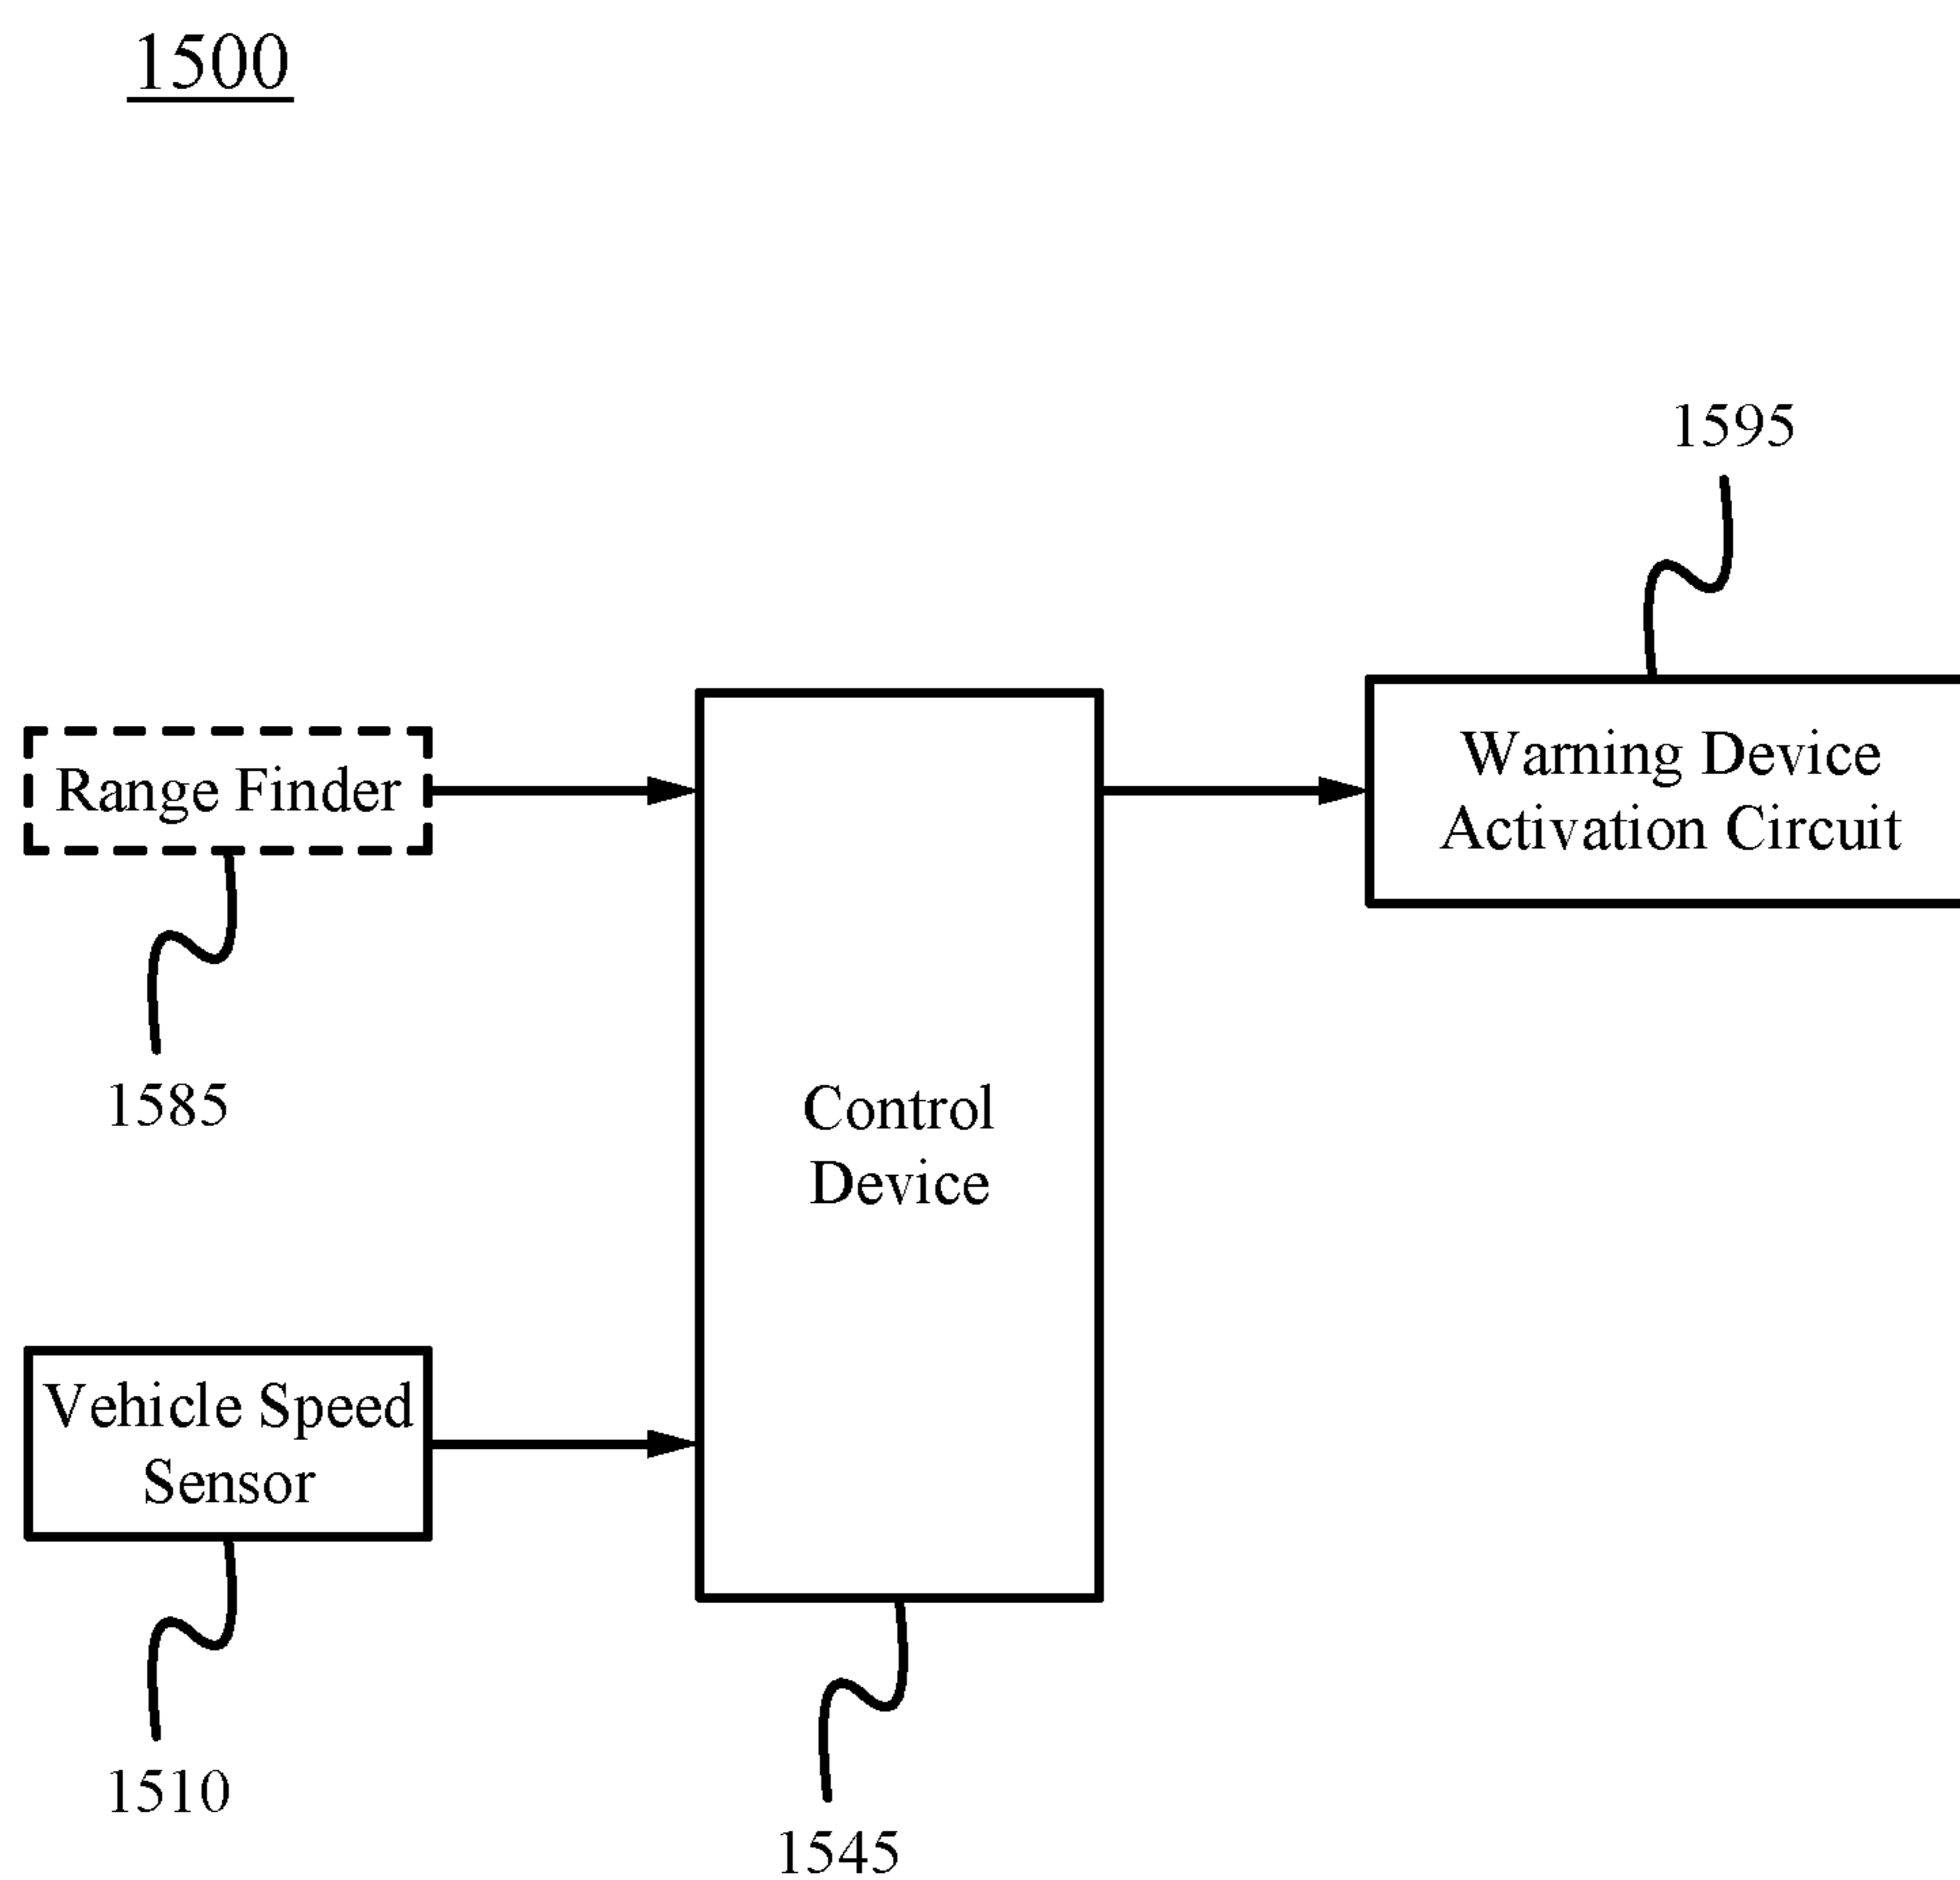 1500
1595
Warning Device
Activation Circuit
Range Finder
1585
Control
Device
Vehicle Speed
Sensor
1510
1545